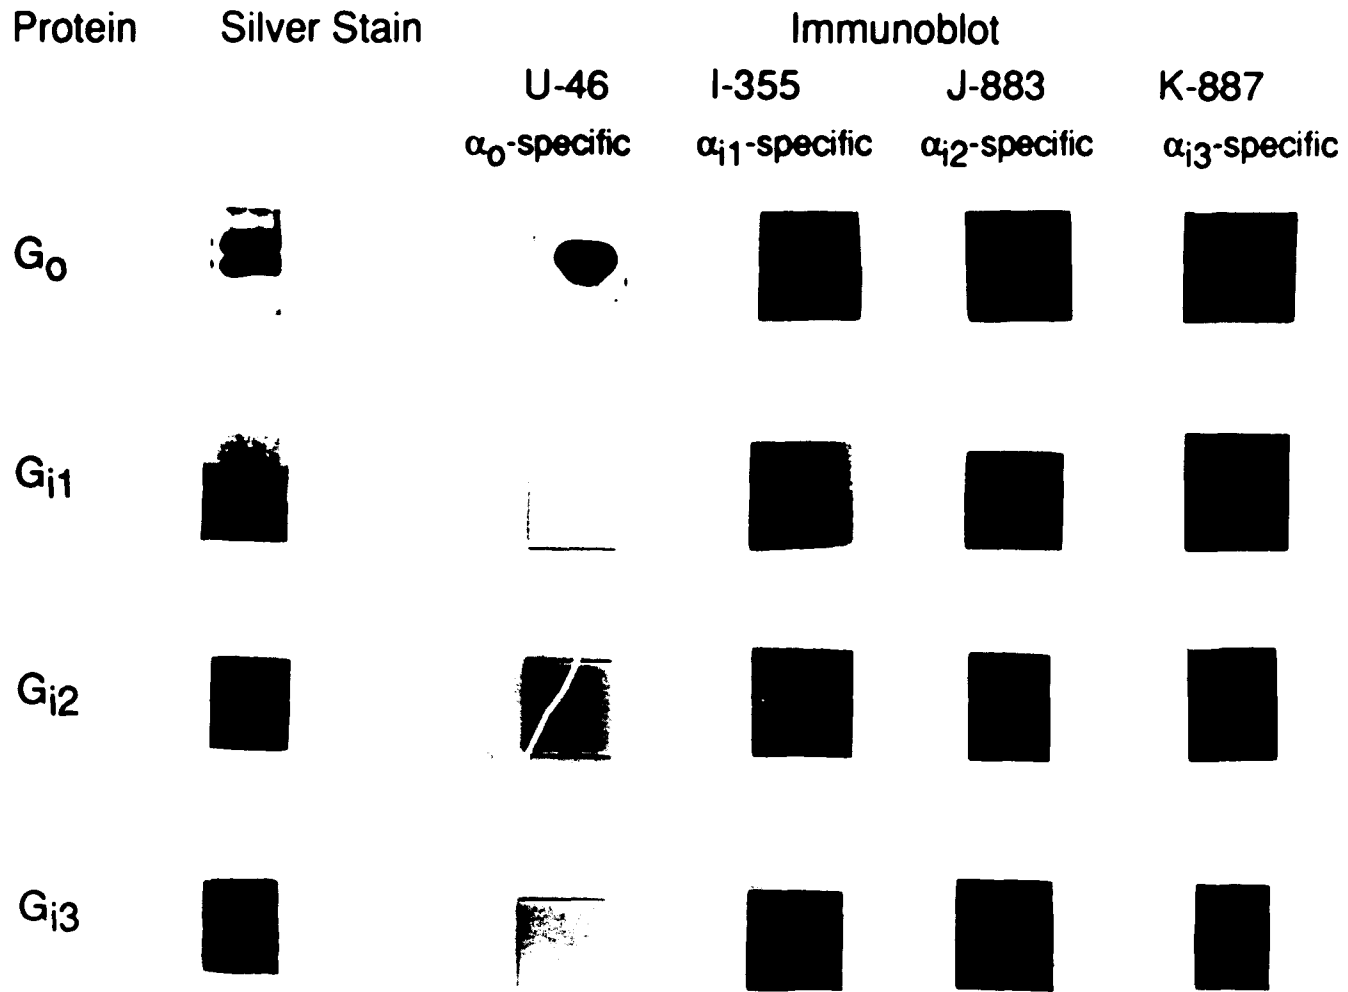 Protein Silver Stain Immunoblot
U-46 I-355 J-883 K-887
αo-specific αi1-specific αi2-specific αi3-specific
Go
Gi1
Gi2
Gi3